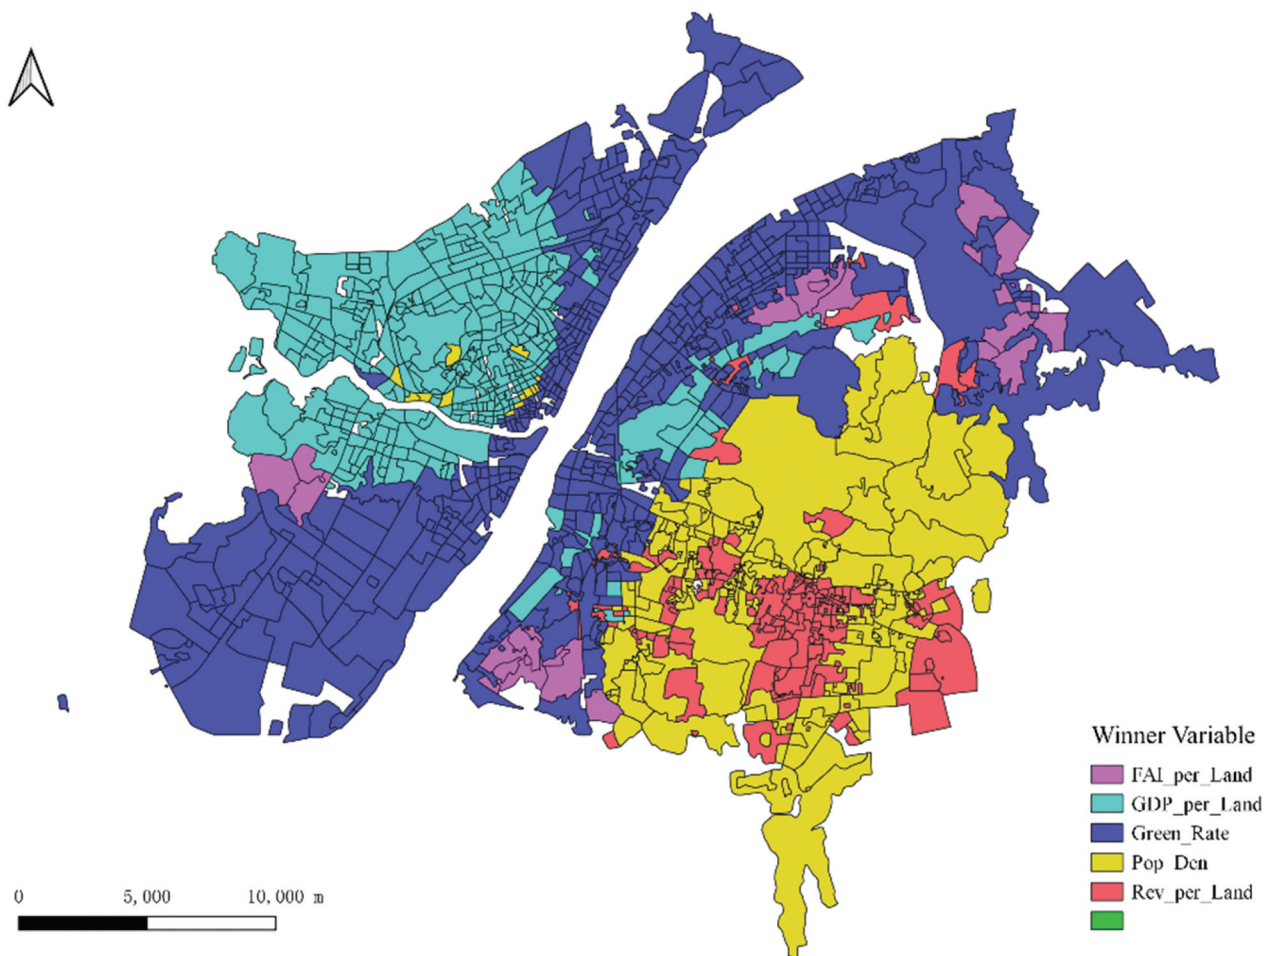 Winner Variable
FAI_per_Land
GDP_per_Land
Green_Rate
Pop_Den
Rev_per_Land
0 5,000 10,000 m